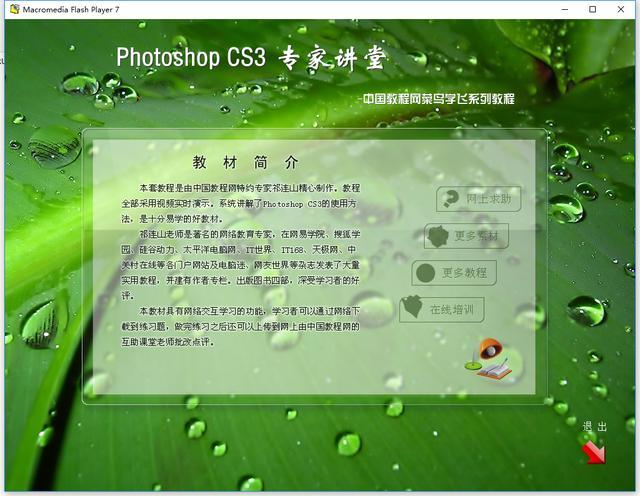 Macromedia Flash Player 7
Photoshop CS3 专家讲堂
中国教程网菜鸟学飞系列教程
教材简介
本套教程是由中国教程网特约专家祁连山精心制作。教程
全部采用视频实时演示。系统讲解了Photoshop CS3的使用方
法，是十分易学的好教材。
祁连山老师是著名的网络教育专家，在网易学院、搜狐学
园、硅谷动力、太平洋电脑网、IT世界、IT168、天极网、中
关村在线等各门户网站及电脑迷、网友世界等杂志发表了大量
实用教程，并建有作者专栏。出版图书四部，深受学习者的好
评。
本教材具有网络交互学习的功能，学习者可以通过网络下
载到练习题，做完练习之后还可以上传到网上由中国教程网的
互助课堂老师批改点评。
网上求助
更多素材
更多教程
在线培训
退出